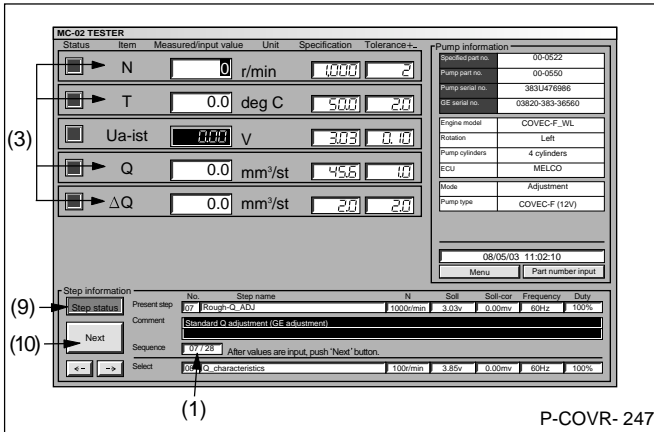 MC-02 TESTER
Status Item Measured/input value Unit Specification Tolerance+-
N 0 r/min 1,000 2
T 0.0 deg C 50.0 2.0
Ua-ist 0.00 V 3.03 0.10
Q 0.0 mm³/st 45.6 1.0
ΔQ 0.0 mm³/st 2.0 2.0
(3)
Pump information
Specified part no. 00-0522
Pump part no. 00-0550
Pump serial no. 383U476986
GE serial no. 03820-383-36560
Engine model COVEC-F_WL
Rotation Left
Pump cylinders 4 cylinders
ECU MELCO
Mode Adjustment
Pump type COVEC-F (12V)
08/05/03 11:02:10
Menu Part number input
Step information
No. Step name N Soll Soll-cor Frequency Duty
(9) Step status Present step 07 Rough-Q_ADJ 1000r/min 3.03v 0.00mv 60Hz 100%
Comment Standard Q adjustment (GE adjustment)
(10) Next
Sequence 07 / 28 After values are input, push 'Next' button.
<- -> Select 08 Q_characteristics 100r/min 3.85v 0.00mv 60Hz 100%
(1)
P-COVR- 247